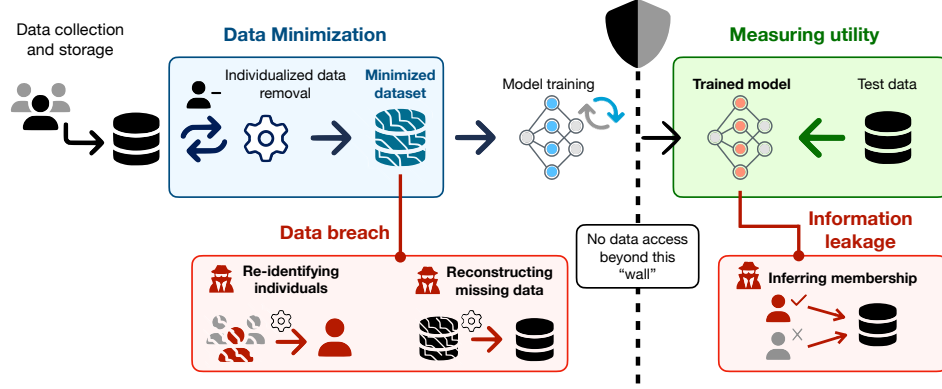 Data collection
and storage
Data Minimization
Individualized data
removal
Minimized
dataset
Model training
Measuring utility
Trained model
Test data
Data breach
Re-identifying
individuals
Reconstructing
missing data
No data access
beyond this
“wall”
Information
leakage
Inferring membership